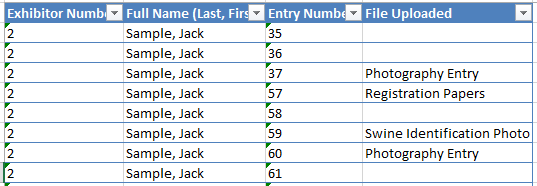 Exhibitor Numb Full Name (Last, Firs Entry Numbe File Uploaded
2 Sample, Jack 35
2 Sample, Jack 36
2 Sample, Jack 37 Photography Entry
2 Sample, Jack 57 Registration Papers
2 Sample, Jack 58
2 Sample, Jack 59 Swine Identification Photo
2 Sample, Jack 60 Photography Entry
2 Sample, Jack 61